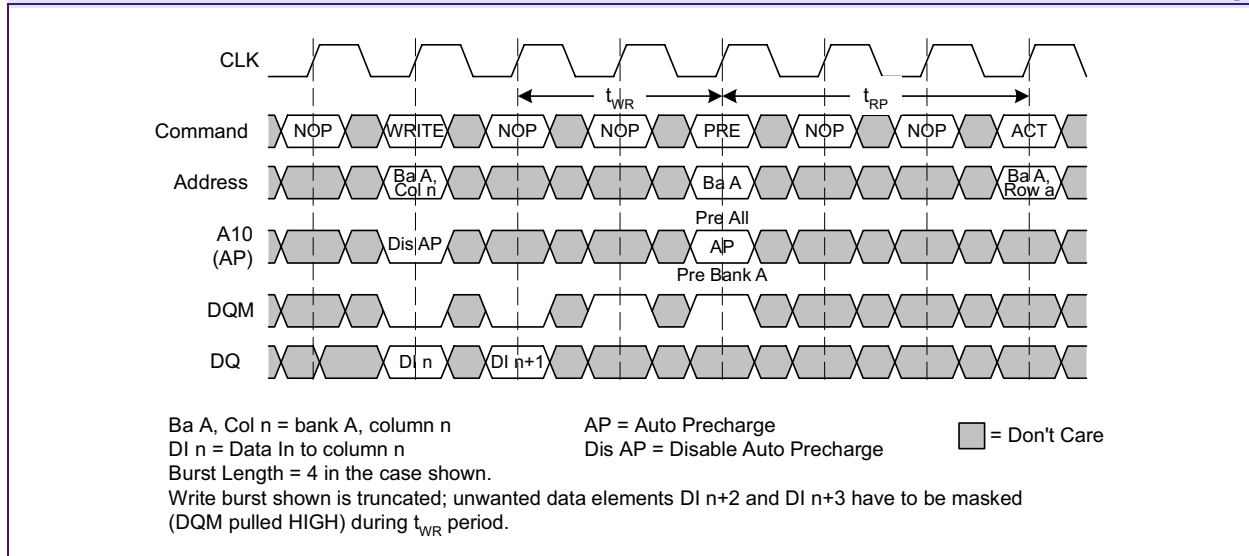 CLK
tWR
tRP
Command
NOP
WRITE
NOP
NOP
PRE
NOP
NOP
ACT
Address
Ba A,
Col n
Ba A
Ba A,
Row a
Pre All
A10
(AP)
Dis AP
AP
Pre Bank A
DQM
DQ
DI n
DI n+1
Ba A, Col n = bank A, column n
DI n = Data In to column n
Burst Length = 4 in the case shown.
Write burst shown is truncated; unwanted data elements DI n+2 and DI n+3 have to be masked
(DQM pulled HIGH) during tWR period.
AP = Auto Precharge
Dis AP = Disable Auto Precharge
= Don't Care